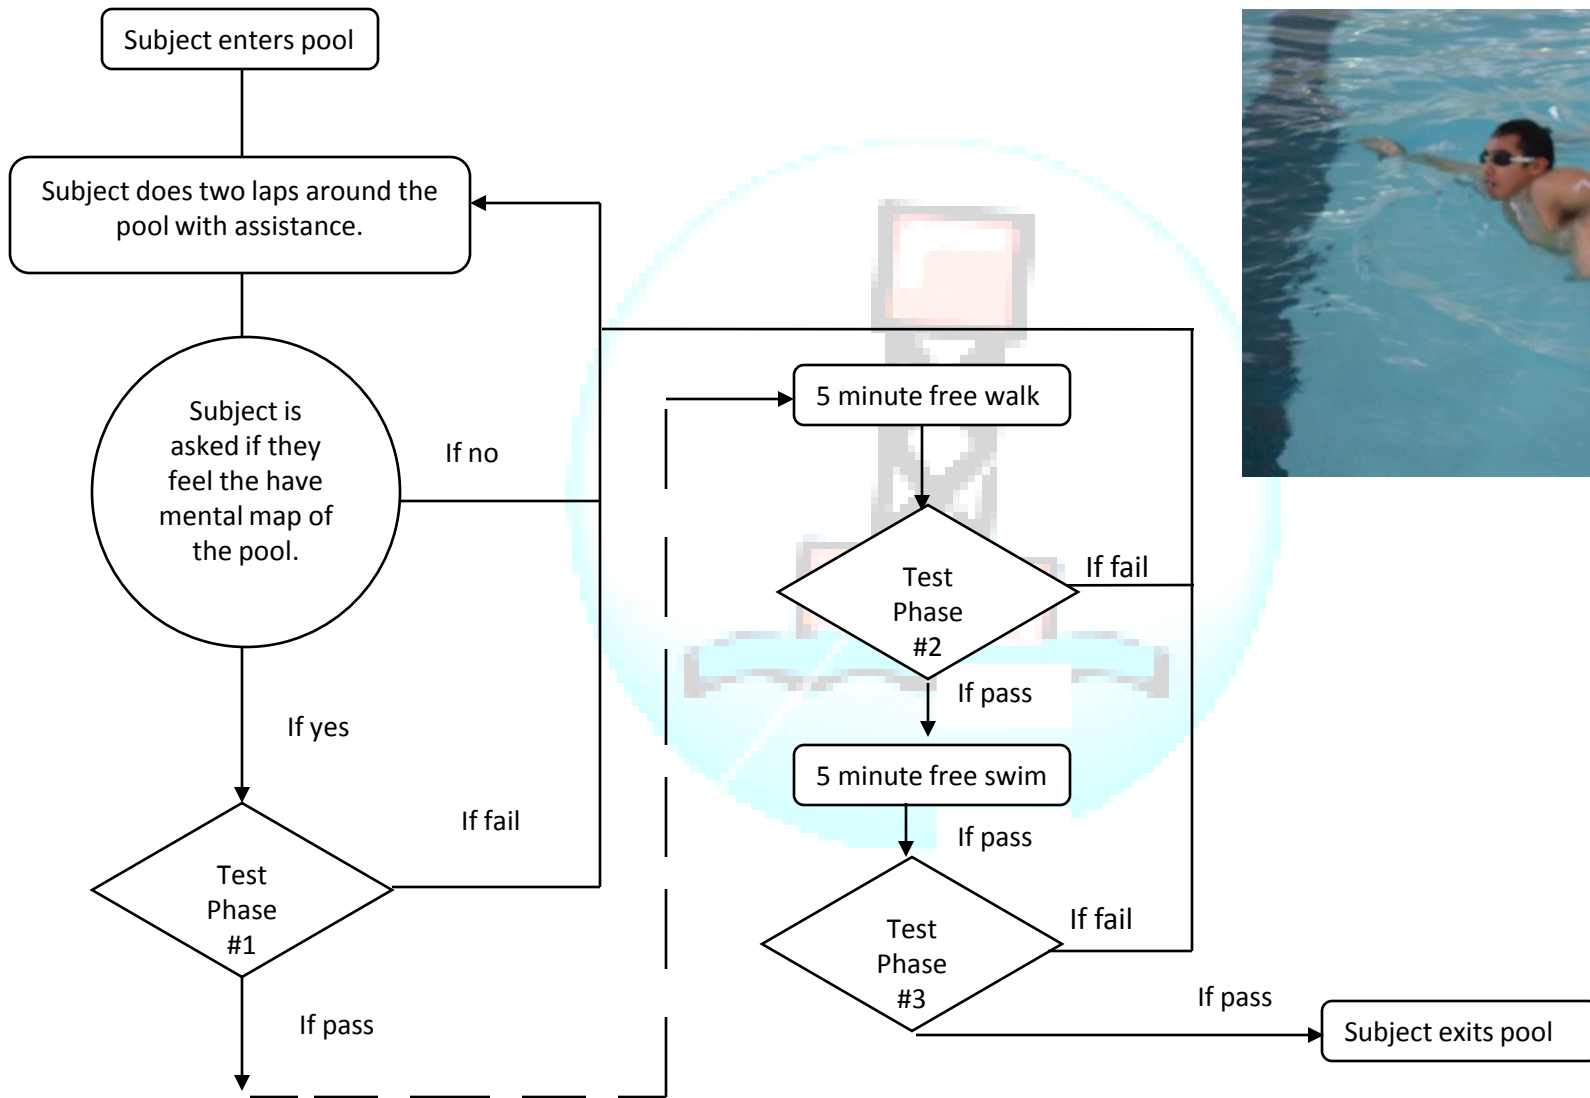 Subject enters pool
Subject does two laps around the
pool with assistance.
Subject is
asked if they
feel the have
mental map of
the pool.
If no
If yes
Test
Phase
#1
If fail
If pass
5 minute free walk
Test
Phase
#2
If fail
If pass
5 minute free swim
If pass
Test
Phase
#3
If fail
If pass
Subject exits pool